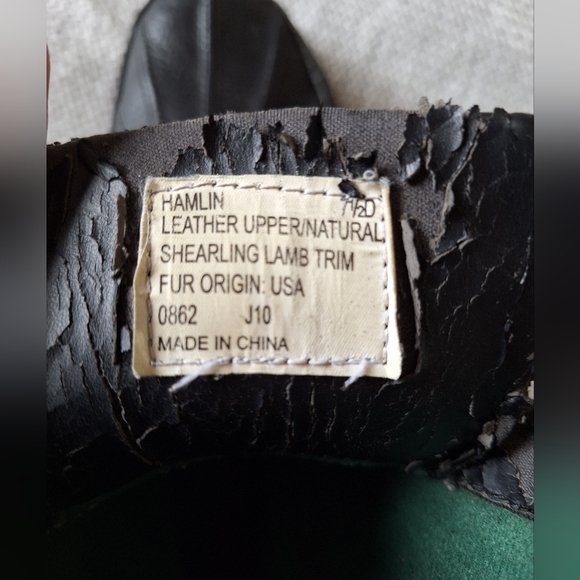 HAMLIN 7½D
LEATHER UPPER/NATURAL
SHEARLING LAMB TRIM
FUR ORIGIN: USA
0862 J10
MADE IN CHINA